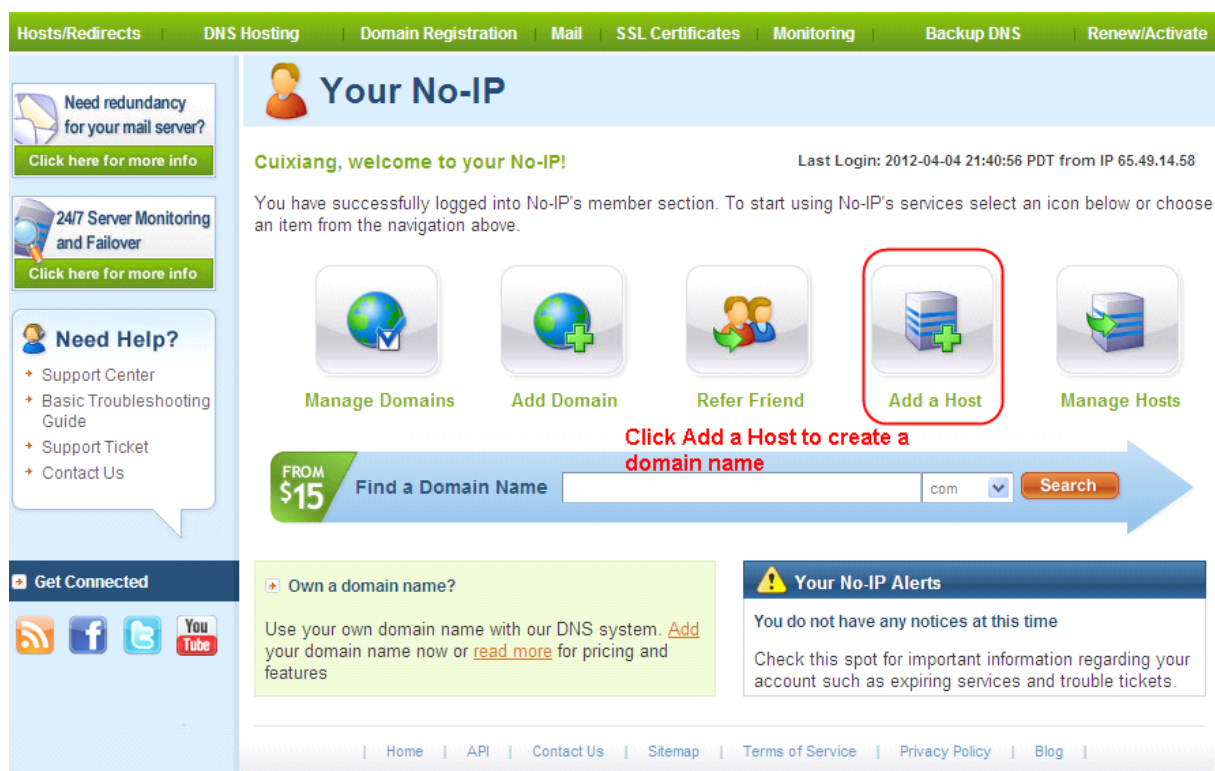 Hosts/Redirects | DNS Hosting | Domain Registration | Mail | SSL Certificates | Monitoring | Backup DNS | Renew/Activate
Need redundancy
for your mail server?
Click here for more info
24/7 Server Monitoring
and Failover
Click here for more info
Need Help?
Support Center
Basic Troubleshooting
Guide
Support Ticket
Contact Us
Get Connected
You
Tube
Your No-IP
Cuixiang, welcome to your No-IP!
Last Login: 2012-04-04 21:40:56 PDT from IP 65.49.14.58
You have successfully logged into No-IP's member section. To start using No-IP's services select an icon below or choose
an item from the navigation above.
Manage Domains
Add Domain
Refer Friend
Add a Host
Manage Hosts
Click Add a Host to create a
domain name
FROM
$15
Find a Domain Name
com
Search
Own a domain name?
Use your own domain name with our DNS system. Add
your domain name now or read more for pricing and
features
Your No-IP Alerts
You do not have any notices at this time
Check this spot for important information regarding your
account such as expiring services and trouble tickets.
| Home | API | Contact Us | Sitemap | Terms of Service | Privacy Policy | Blog |